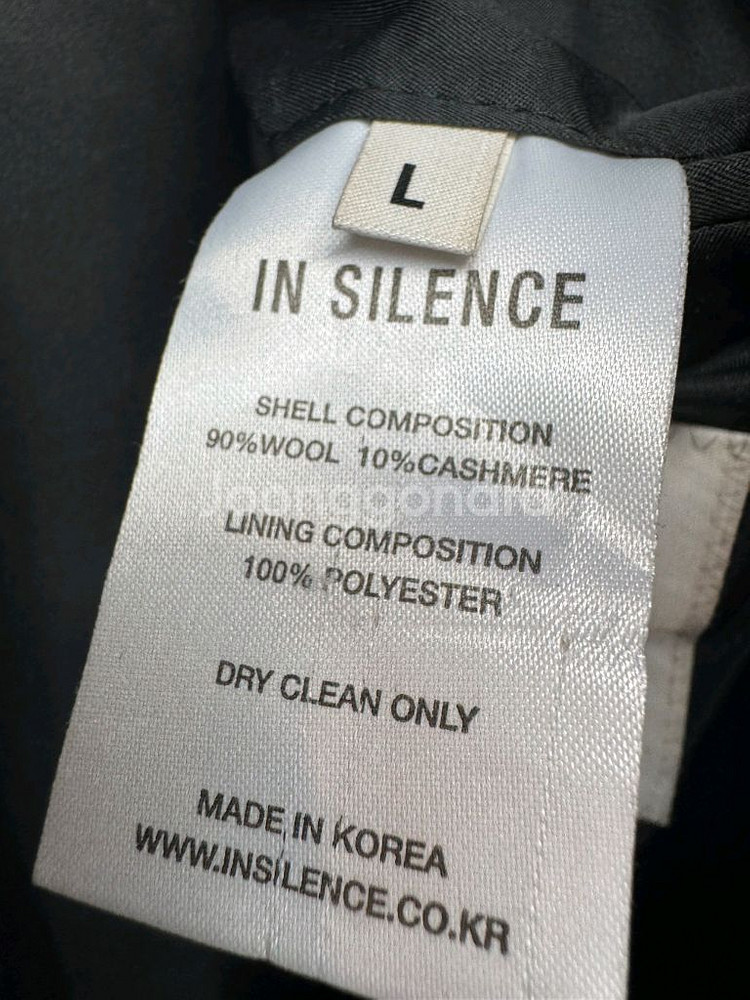 L
IN SILENCE
SHELL COMPOSITION
90%WOOL 10%CASHMERE
Joonggonara
LINING COMPOSITION
100% POLYESTER
DRY CLEAN ONLY
MADE IN KOREA
WWW.INSILENCE.CO.KR